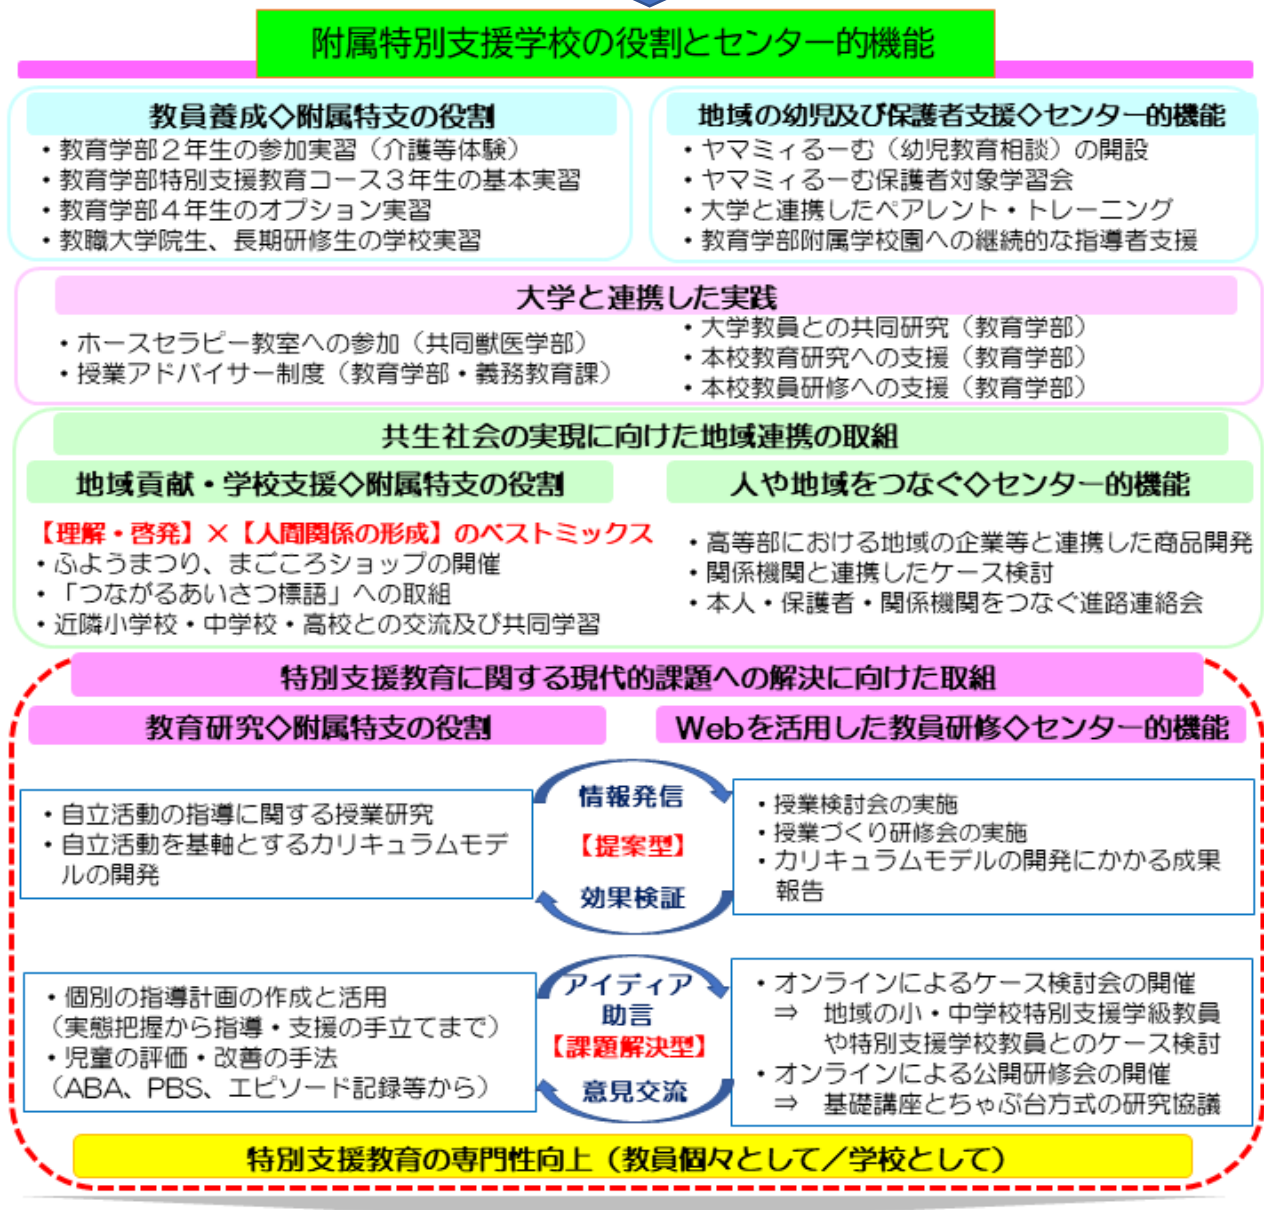 附属特別支援学校の役割とセンター的機能
教員養成◇附属特支の役割
・教育学部２年生の参加実習（介護等体験）
・教育学部特別支援教育コース３年生の基本実習
・教育学部４年生のオプション実習
・教職大学院生、長期研修生の学校実習
地域の幼児及び保護者支援◇センター的機能
・ヤマミィるーむ（幼児教育相談）の開設
・ヤマミィるーむ保護者対象学習会
・大学と連携したペアレント・トレーニング
・教育学部附属学校園への継続的な指導者支援
大学と連携した実践
・ホースセラピー教室への参加（共同獣医学部）
・授業アドバイザー制度（教育学部・義務教育課）
・大学教員との共同研究（教育学部）
・本校教育研究への支援（教育学部）
・本校教員研修への支援（教育学部）
共生社会の実現に向けた地域連携の取組
地域貢献・学校支援◇附属特支の役割
【理解・啓発】×【人間関係の形成】のベストミックス
・ふようまつり、まごころショップの開催
・「つながるあいさつ標語」への取組
・近隣小学校・中学校・高校との交流及び共同学習
人や地域をつなぐ◇センター的機能
・高等部における地域の企業等と連携した商品開発
・関係機関と連携したケース検討
・本人・保護者・関係機関をつなぐ進路連絡会
特別支援教育に関する現代的課題への解決に向けた取組
教育研究◇附属特支の役割
Webを活用した教員研修◇センター的機能
・自立活動の指導に関する授業研究
・自立活動を基軸とするカリキュラムモデ
ルの開発
情報発信
【提案型】
効果検証
・授業検討会の実施
・授業づくり研修会の実施
・カリキュラムモデルの開発にかかる成果
報告
・個別の指導計画の作成と活用
（実態把握から指導・支援の手立てまで）
・児童の評価・改善の手法
（ABA、PBS、エピソード記録等から）
アイディア
助言
【課題解決型】
意見交流
・オンラインによるケース検討会の開催
⇒ 地域の小・中学校特別支援学級教員
や特別支援学校教員とのケース検討
・オンラインによる公開研修会の開催
⇒ 基礎講座とちゃぶ台方式の研究協議
特別支援教育の専門性向上（教員個々として／学校として）